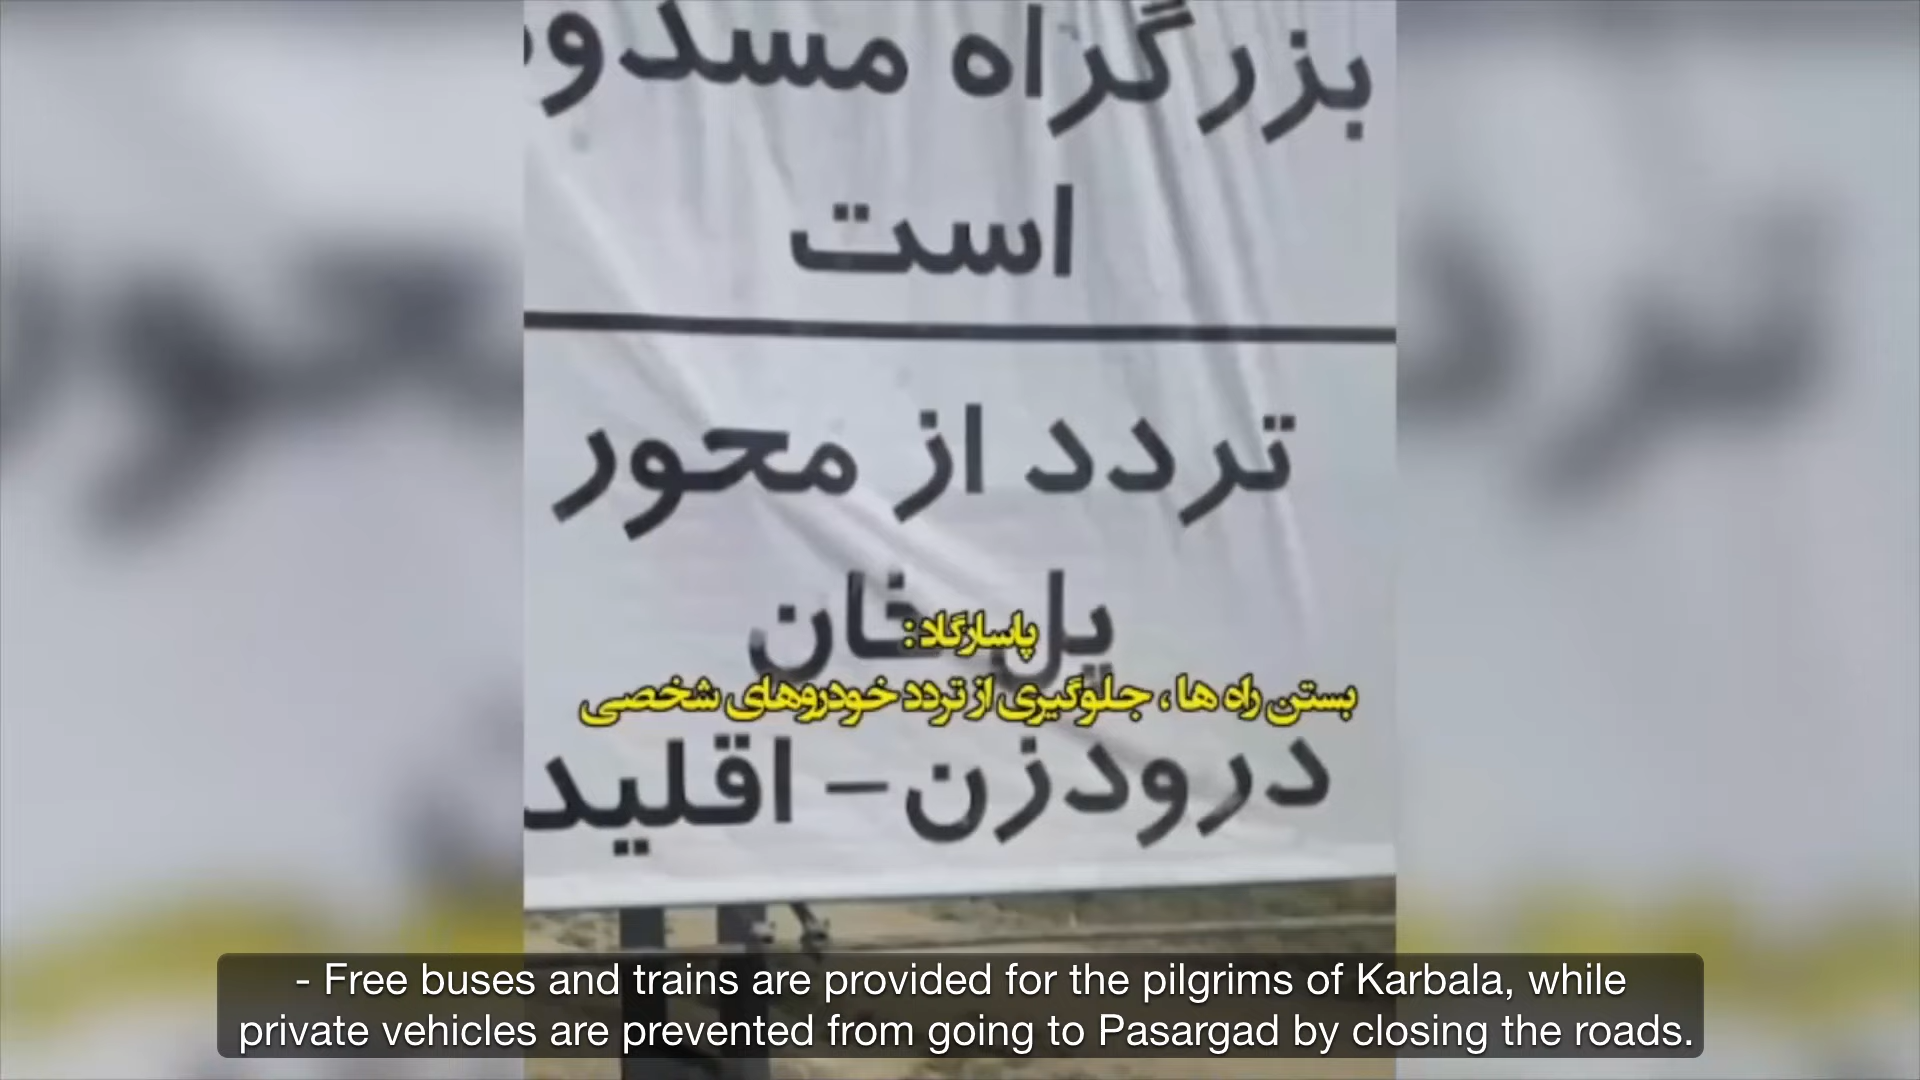 بزرگراه مسدود
است
تردد از محور
پل خان
پاسارگاد:
بستن راه ها، جلوگیری از تردد خودروهای شخصی
درودزن - اقلید
- Free buses and trains are provided for the pilgrims of Karbala, while
private vehicles are prevented from going to Pasargad by closing the roads.